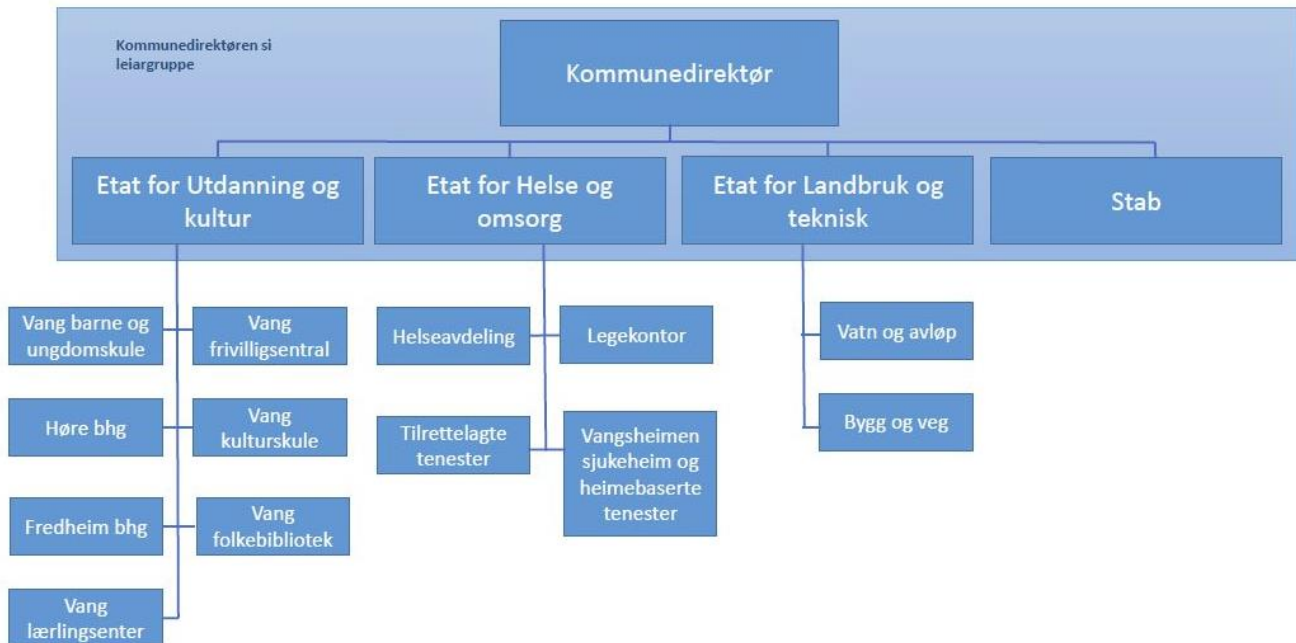 Kommunedirektøren si
leiargruppe
Kommunedirektør
Etat for Utdanning og
kultur
Etat for Helse og
omsorg
Etat for Landbruk og
teknisk
Stab
Vang barne og
ungdomskule
Vang
frivilligsentral
Høre bhg
Vang
kulturskule
Fredheim bhg
Vang
folkebibliotek
Vang
lærlingsenter
Helseavdeling
Legekontor
Tilrettelagte
tenester
Vangsheimen
sjukeheim og
heimebaserte
tenester
Vatn og avløp
Bygg og veg